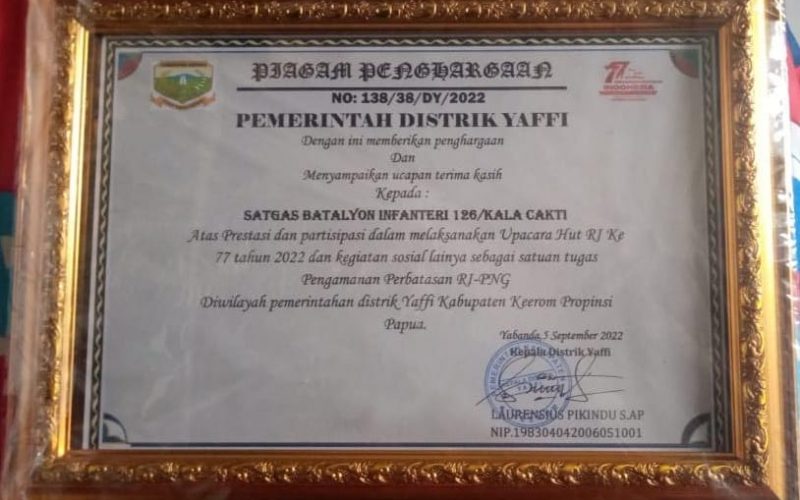 PIAGAM PENGHARGAAN
NO: 138/38/DY/2022
PEMERINTAH DISTRIK YAFFI
Dengan ini memberikan penghargaan
Dan
Menyampaikan ucapan terima kasih
Kepada :
SATGAS BATALYON INFANTERI 126/KALA CAKTI
Atas Prestasi dan partisipasi dalam melaksanakan Upacara Hut RI Ke
77 tahun 2022 dan kegiatan sosial lainya sebagai satuan tugas
Pengamanan Perbatasan RI-PNG
Diwilayah pemerintahan distrik Yaffi Kabupaten Keerom Propinsi
Papua.
Yabanda,5 September 2022
Kepala Distrik Yaffi
LAURENSIUS PIKINDU S.AP
NIP.198304042006051001
77
INDONESIA